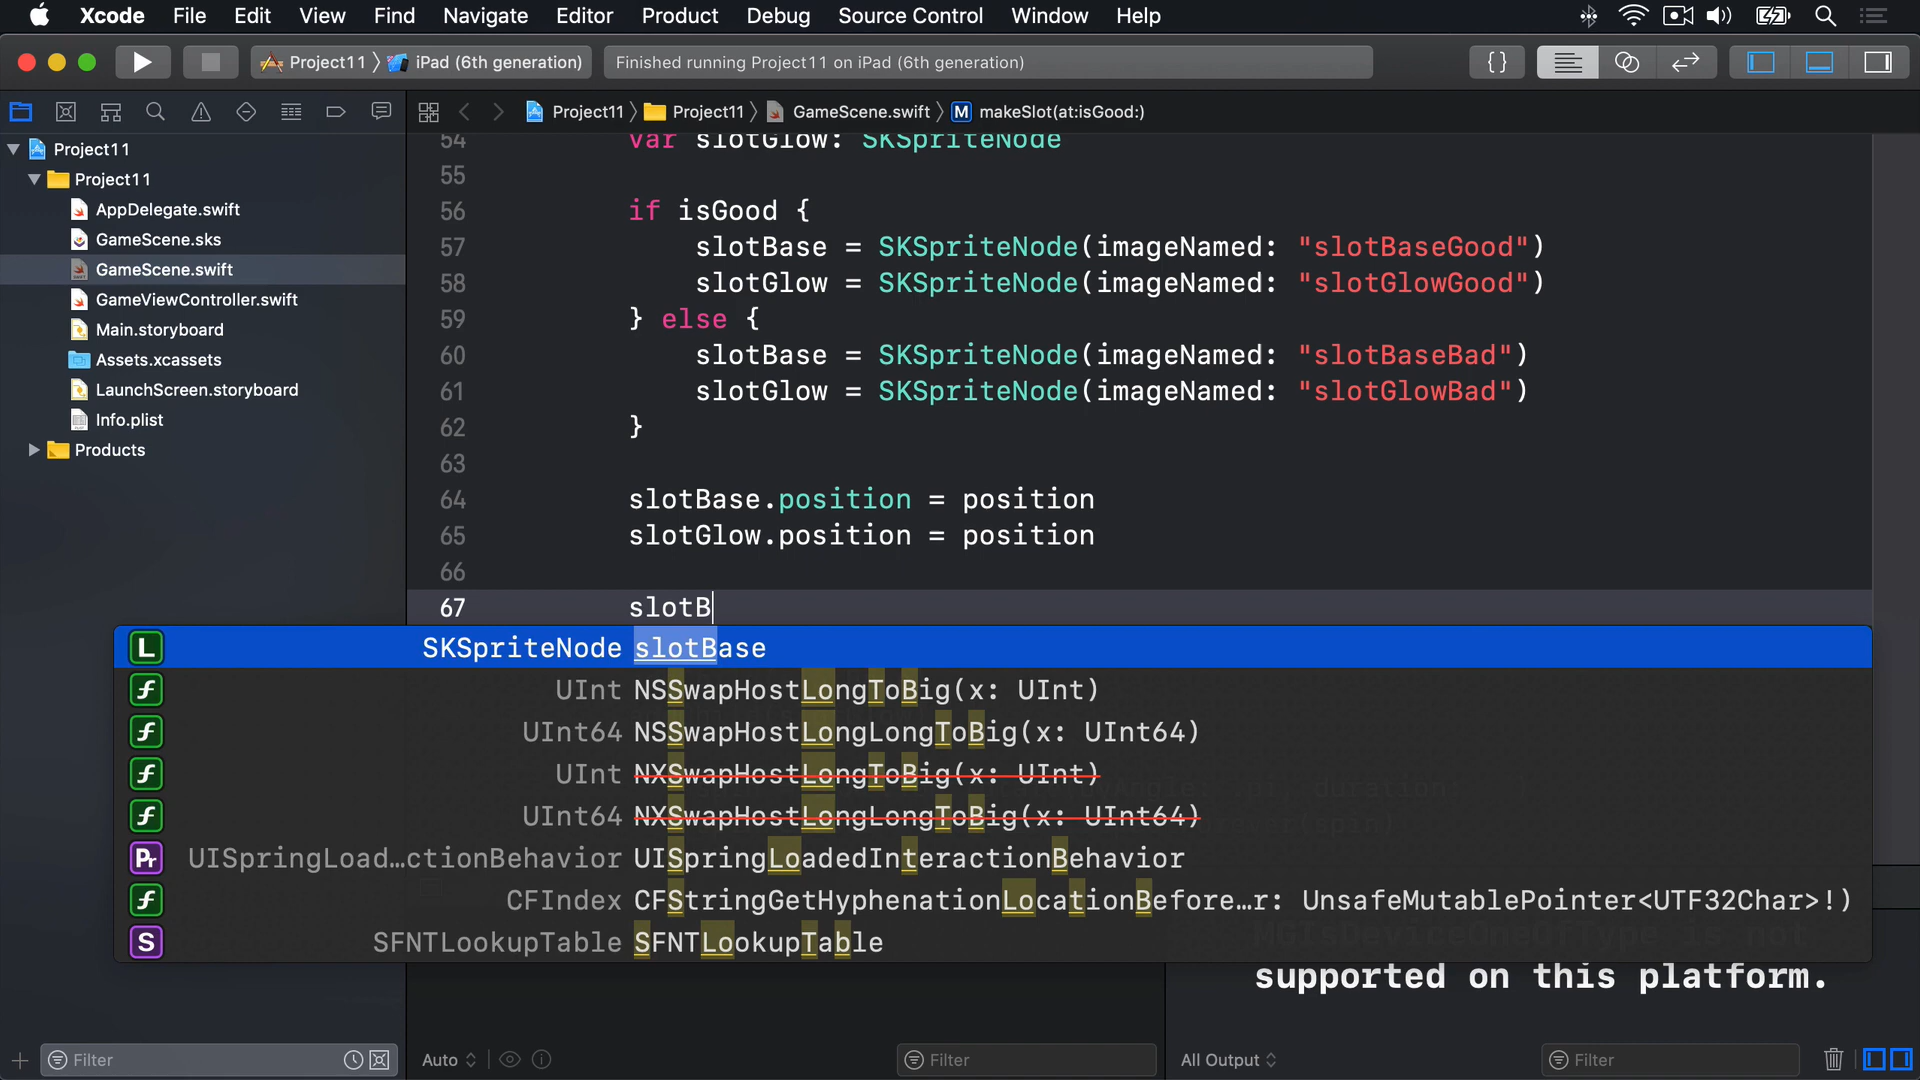 Xcode File Edit View Find Navigate Editor Product Debug Source Control Window Help
Project11 iPad (6th generation) Finished running Project11 on iPad (6th generation) {}
Project11 Project11 GameScene.swift M makeSlot(at:isGood:)
Project11
Project11
AppDelegate.swift
GameScene.sks
GameScene.swift
GameViewController.swift
Main.storyboard
Assets.xcassets
LaunchScreen.storyboard
Info.plist
Products
54 var slotGlow: SKSpriteNode
55
56 if isGood {
57 slotBase = SKSpriteNode(imageNamed: "slotBaseGood")
58 slotGlow = SKSpriteNode(imageNamed: "slotGlowGood")
59 } else {
60 slotBase = SKSpriteNode(imageNamed: "slotBaseBad")
61 slotGlow = SKSpriteNode(imageNamed: "slotGlowBad")
62 }
63
64 slotBase.position = position
65 slotGlow.position = position
66
67 slotB
L SKSpriteNode slotBase
f UInt NSSwapHostLongToBig(x: UInt)
f UInt64 NSSwapHostLongLongToBig(x: UInt64)
f UInt NXSwapHostLongToBig(x: UInt)
f UInt64 NXSwapHostLongLongToBig(x: UInt64)
Pr UISpringLoad…ctionBehavior UISpringLoadedInteractionBehavior
f CFIndex CFStringGetHyphenationLocationBefore…r: UnsafeMutablePointer<UTF32Char>!)
S SFNTLookupTable SFNTLookupTable
MGIsDeviceOneOfType is not
supported on this platform.
Filter Auto Filter All Output Filter